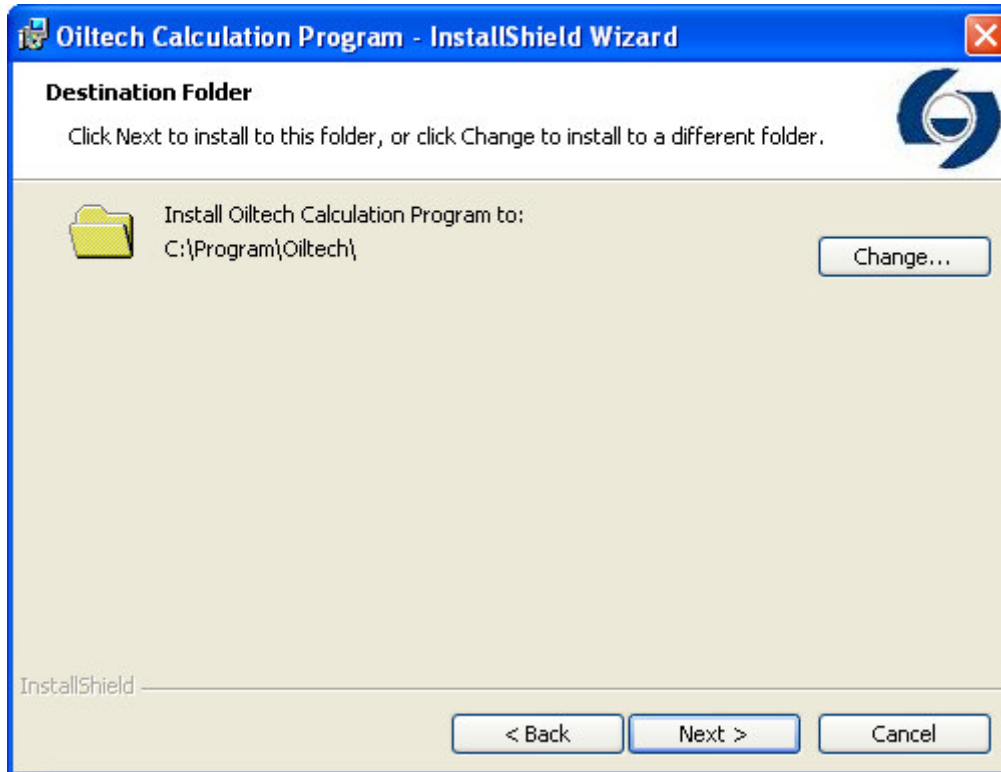 Oiltech Calculation Program - InstallShield Wizard
Destination Folder
Click Next to install to this folder, or click Change to install to a different folder.
Install Oiltech Calculation Program to:
C:\Program\Oiltech\
Change...
InstallShield
< Back
Next >
Cancel